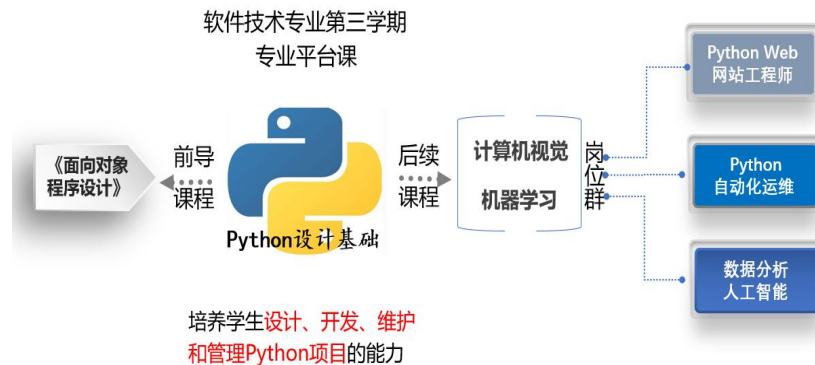 软件技术专业第三学期
专业平台课
《面向对象
程序设计》
前导
课程
Python设计基础
后续
课程
计算机视觉
机器学习
岗位群
Python Web
网站工程师
Python
自动化运维
数据分析
人工智能
培养学生设计、开发、维护
和管理Python项目的能力